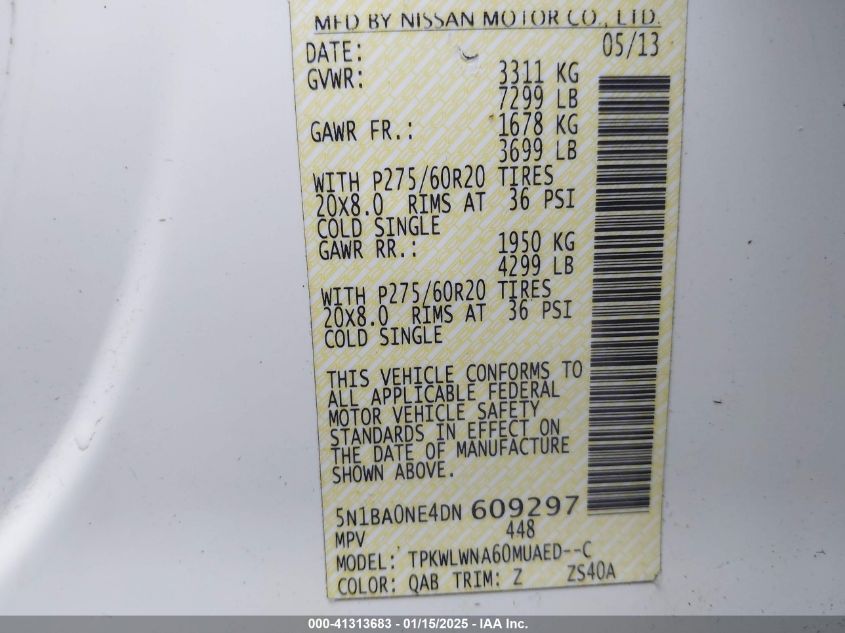 MFD BY NISSAN MOTOR CO., LTD.
DATE: 05/13
GVWR: 3311 KG
7299 LB
GAWR FR.: 1678 KG
3699 LB
WITH P275/60R20 TIRES
20X8.0 RIMS AT 36 PSI
COLD SINGLE
GAWR RR.: 1950 KG
4299 LB
WITH P275/60R20 TIRES
20X8.0 RIMS AT 36 PSI
COLD SINGLE
THIS VEHICLE CONFORMS TO
ALL APPLICABLE FEDERAL
MOTOR VEHICLE SAFETY
STANDARDS IN EFFECT ON
THE DATE OF MANUFACTURE
SHOWN ABOVE.
5N1BA0NE4DN 609297
MPV 448
MODEL: TPKWLWNA60MUAED--C
COLOR: QAB TRIM: Z ZS40A
000-41313683 - 01/15/2025 - IAA Inc.